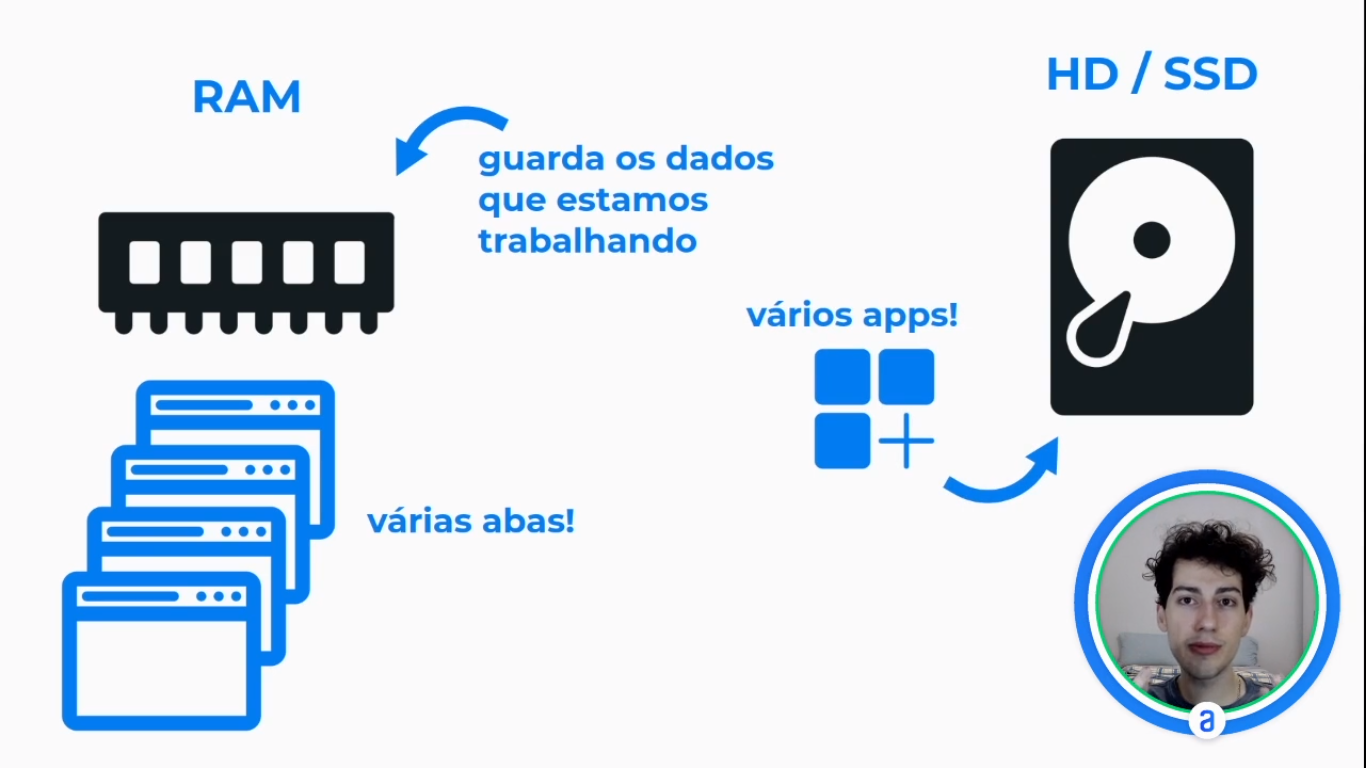 RAM
HD / SSD
guarda os dados
que estamos
trabalhando
vários apps!
várias abas!
a